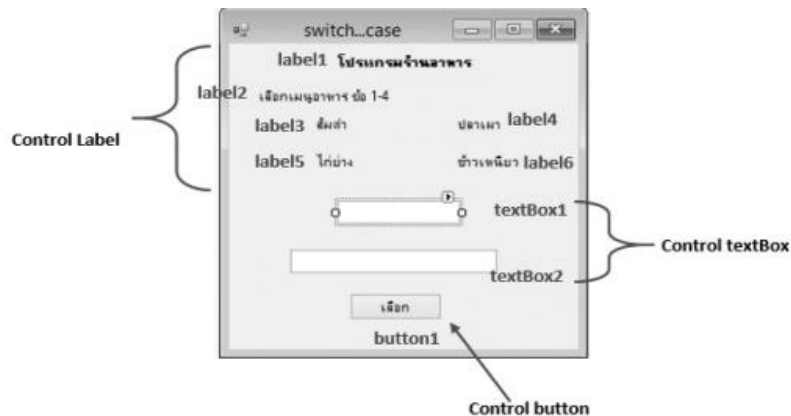 switch...case
label1 โปรแกรมร้านอาหาร
label2 เลือกเมนูอาหาร ข้อ 1-4
label3 ส้มตำ ปลาเผา label4
Control Label
label5 ไก่ย่าง ข้าวเหนียว label6
textBox1
Control textBox
textBox2
เลือก
button1
Control button